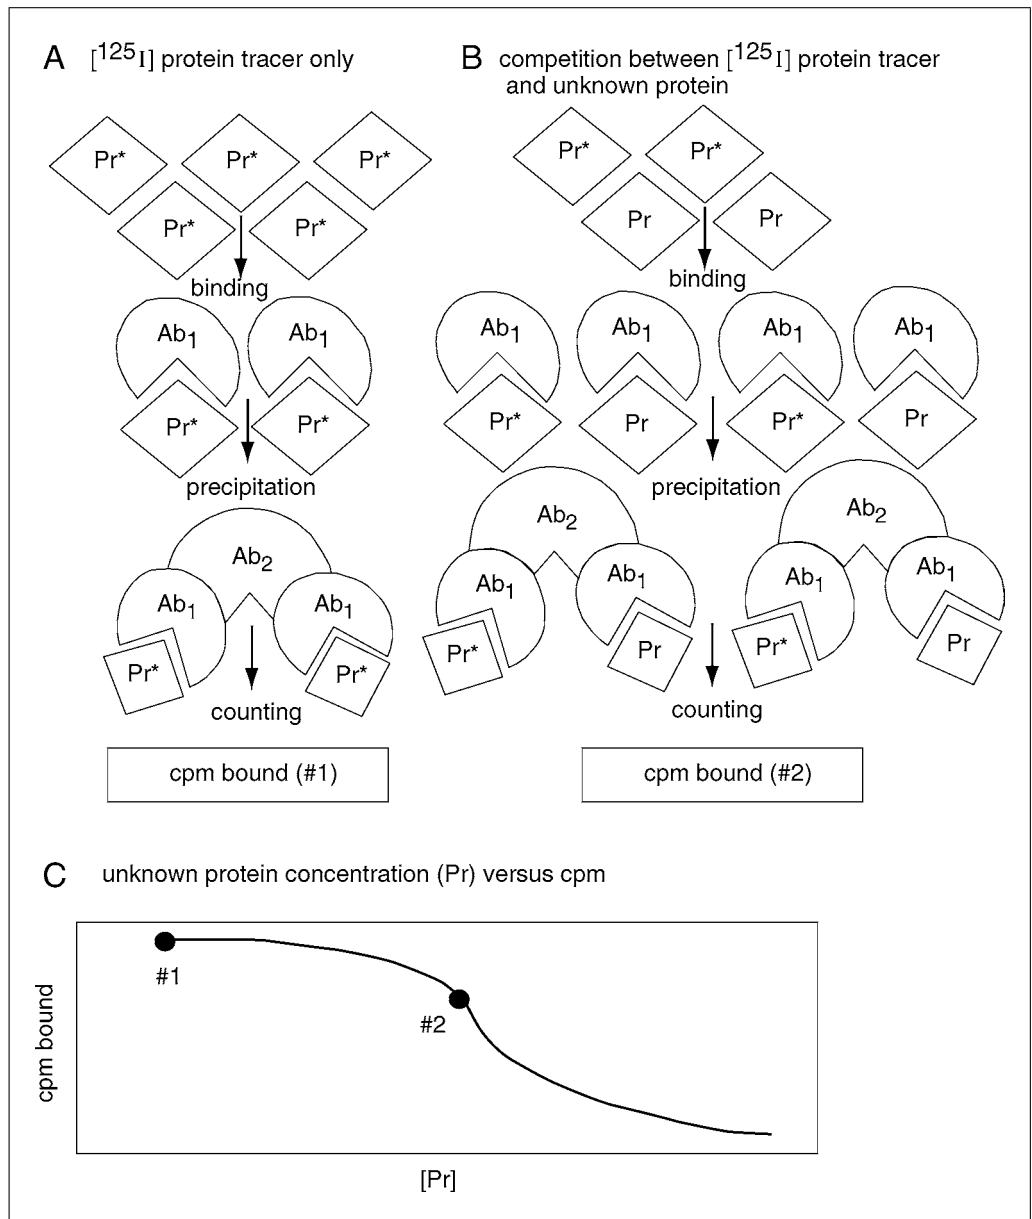 A [125I] protein tracer only
B competition between [125I] protein tracer
and unknown protein
Pr* Pr* Pr*
Pr* Pr*
binding
Ab1 Ab1
Pr* Pr*
precipitation
Ab2
Ab1 Ab1
Pr* Pr*
counting
cpm bound (#1)
Pr* Pr*
Pr Pr
binding
Ab1 Ab1 Ab1 Ab1
Pr* Pr Pr* Pr
precipitation
Ab2 Ab2
Ab1 Ab1 Ab1 Ab1
Pr* Pr Pr* Pr
counting
cpm bound (#2)
C unknown protein concentration (Pr) versus cpm
#1
#2
cpm bound
[Pr]